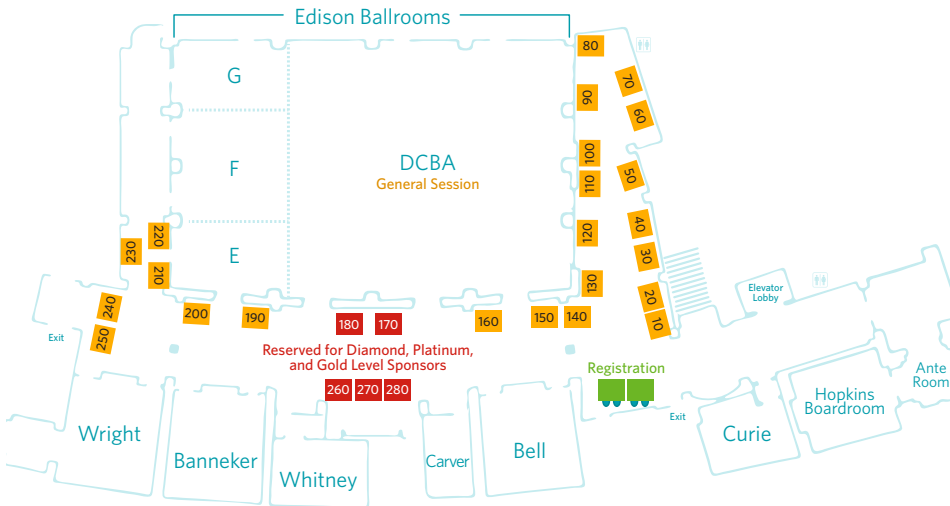 Edison Ballrooms
80
G
70
90
60
100
F
DCBA
General Session
110
50
220
120
40
230
E
30
210
130
Elevator
Lobby
240
20
200
190
180
170
160
150
140
10
250
Exit
Reserved for Diamond, Platinum,
and Gold Level Sponsors
Registration
Ante
Room
260
270
280
Hopkins
Boardroom
Exit
Wright
Curie
Banneker
Carver
Bell
Whitney